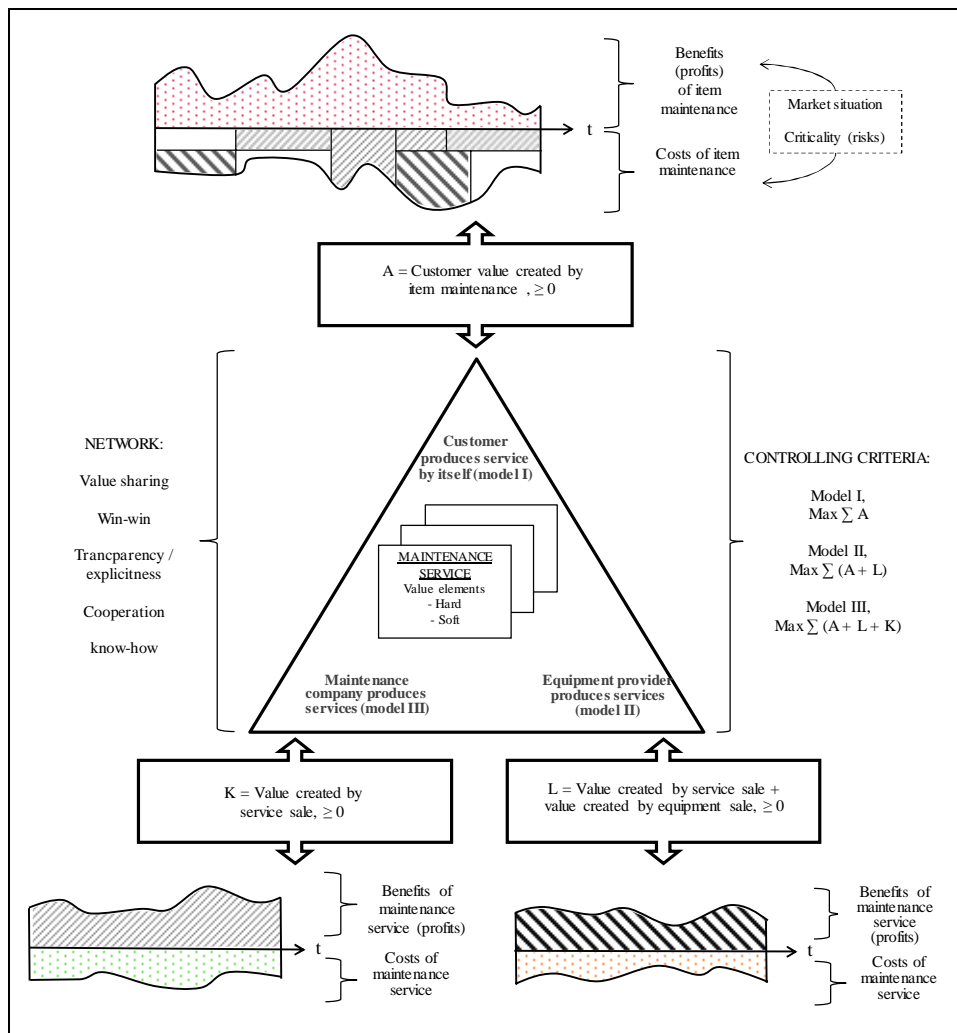 Benefits
(profits)
of item
maintenance
t
Market situation
Criticality (risks)
Costs of item
maintenance
A = Customer value created by
item maintenance , ≥ 0
NETWORK:
Value sharing
Win-win
Trancparency /
explicitness
Cooperation
know-how
Customer
produces service
by itself (model I)
MAINTENANCE
SERVICE
Value elements
- Hard
- Soft
Maintenance
company produces
services (model III)
Equipment provider
produces services
(model II)
CONTROLLING CRITERIA:
Model I,
Max ∑ A
Model II,
Max ∑ (A + L)
Model III,
Max ∑ (A + L + K)
K = Value created by
service sale, ≥ 0
L = Value created by service sale +
value created by equipment sale, ≥ 0
Benefits of
maintenance
service (profits)
t
Costs of
maintenance
service
Benefits of
maintenance
service
(profits)
t
Costs of
maintenance
service